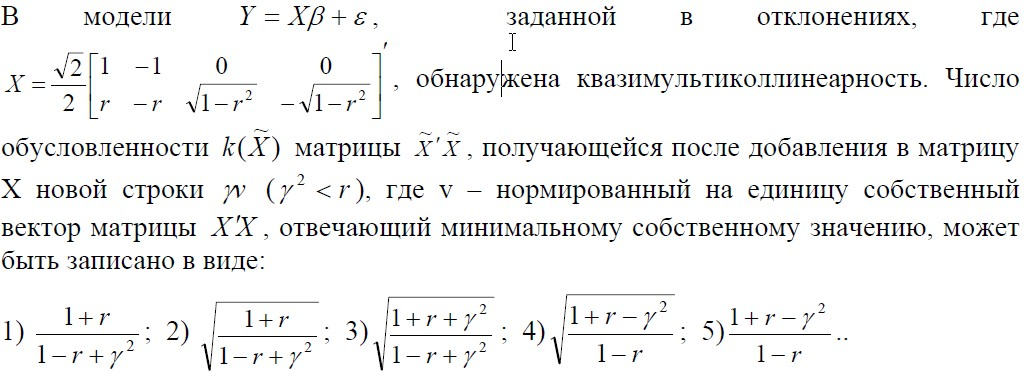 В модели Y = Xβ + ε, заданной в отклонениях, где
X = √2/2 [1 −1 0 0; r −r √(1−r²) −√(1−r²)]′, обнаружена квазимультиколлинеарность. Число
обусловленности k(X̃) матрицы X̃′X̃, получающейся после добавления в матрицу
X новой строки γv (γ² < r), где v – нормированный на единицу собственный
вектор матрицы X′X, отвечающий минимальному собственному значению, может
быть записано в виде:
1) (1+r)/(1−r+γ²); 2) √((1+r)/(1−r+γ²)); 3) √((1+r+γ²)/(1−r+γ²)); 4) √((1+r−γ²)/(1−r)); 5) (1+r−γ²)/(1−r)..